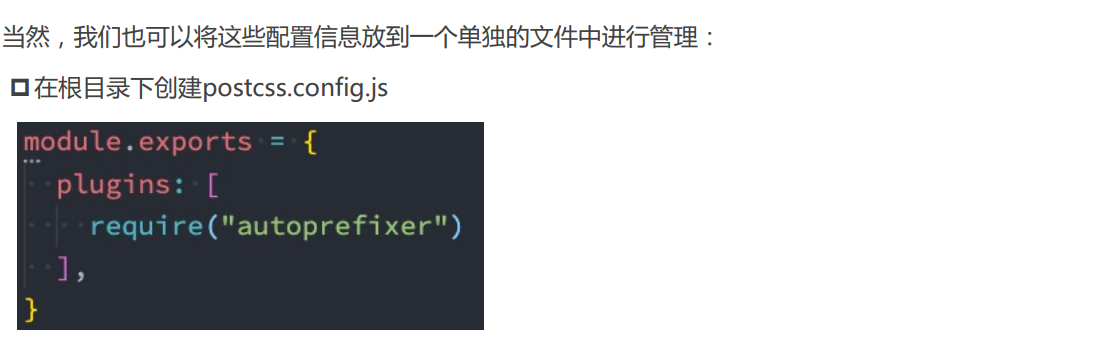 当然，我们也可以将这些配置信息放到一个单独的文件中进行管理：
在根目录下创建postcss.config.js
module.exports = {
  plugins: [
    require("autoprefixer")
  ],
}